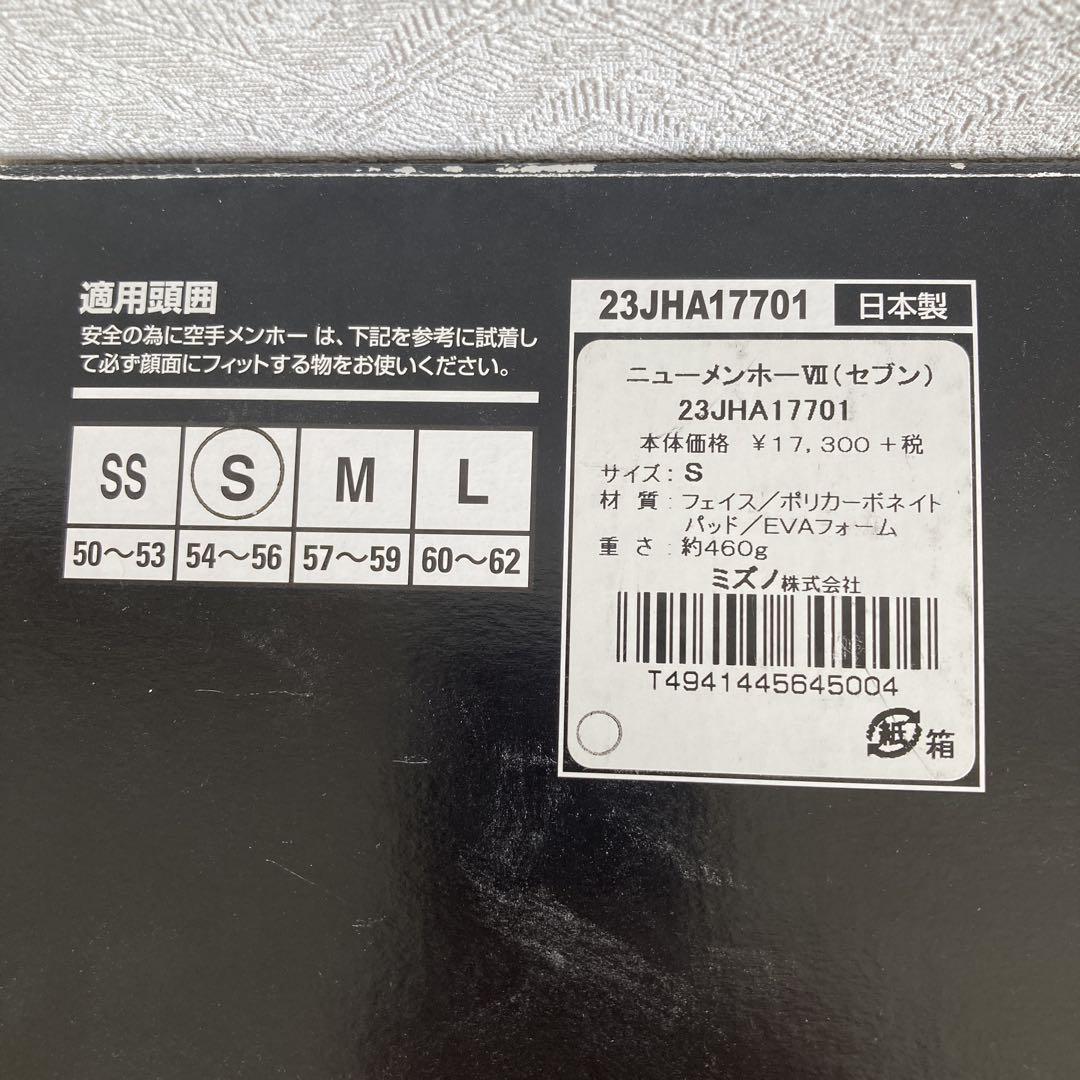 適用頭囲
安全の為に空手メンホーは、下記を参考に試着し
て必ず顔面にフィットする物をお使いください。
SS S M L
50〜53 54〜56 57〜59 60〜62
23JHA17701 日本製
ニューメンホーⅦ(セブン)
23JHA17701
本体価格 ¥17,300+税
サイズ:S
材質:フェイス/ポリカーボネイト
パッド/EVAフォーム
重さ:約460g
ミズノ株式会社
T4941445645004
紙 箱